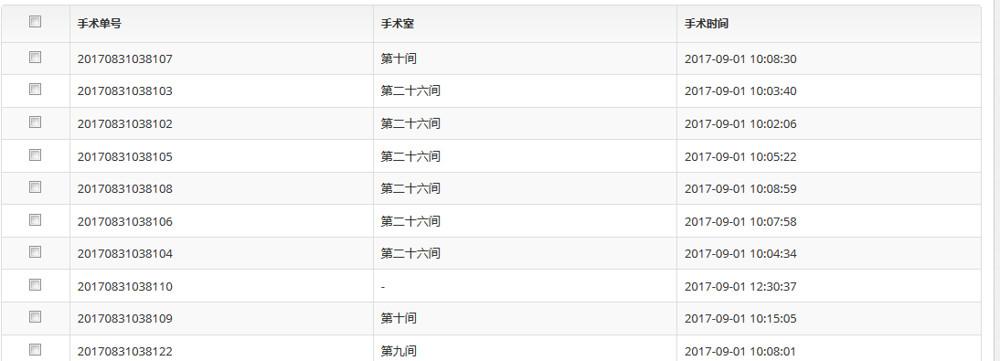 手术单号 手术室 手术时间
20170831038107 第十间 2017-09-01 10:08:30
20170831038103 第二十六间 2017-09-01 10:03:40
20170831038102 第二十六间 2017-09-01 10:02:06
20170831038105 第二十六间 2017-09-01 10:05:22
20170831038108 第二十六间 2017-09-01 10:08:59
20170831038106 第二十六间 2017-09-01 10:07:58
20170831038104 第二十六间 2017-09-01 10:04:34
20170831038110 - 2017-09-01 12:30:37
20170831038109 第十间 2017-09-01 10:15:05
20170831038122 第九间 2017-09-01 10:08:01